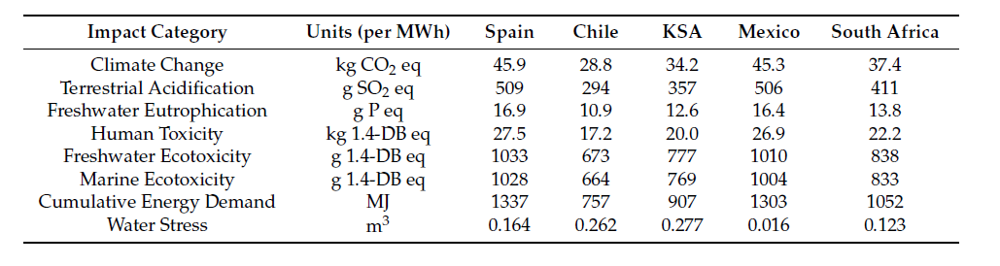 Impact Category Units (per MWh) Spain Chile KSA Mexico South Africa
Climate Change kg CO₂ eq 45.9 28.8 34.2 45.3 37.4
Terrestrial Acidification g SO₂ eq 509 294 357 506 411
Freshwater Eutrophication g P eq 16.9 10.9 12.6 16.4 13.8
Human Toxicity kg 1.4-DB eq 27.5 17.2 20.0 26.9 22.2
Freshwater Ecotoxicity g 1.4-DB eq 1033 673 777 1010 838
Marine Ecotoxicity g 1.4-DB eq 1028 664 769 1004 833
Cumulative Energy Demand MJ 1337 757 907 1303 1052
Water Stress m³ 0.164 0.262 0.277 0.016 0.123